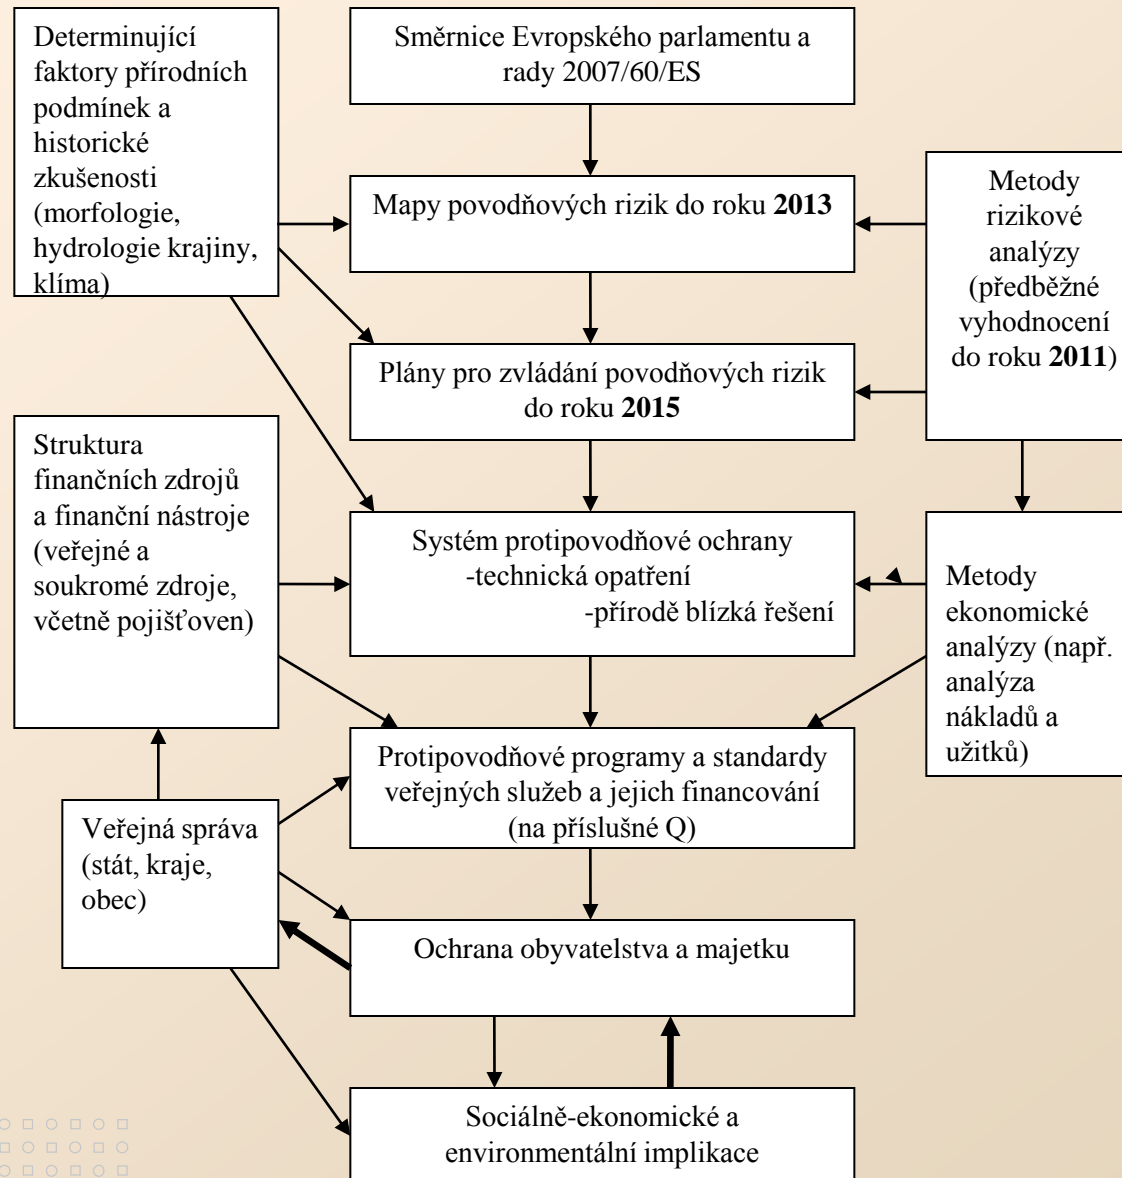 Determinující
faktory přírodních
podmínek a
historické
zkušenosti
(morfologie,
hydrologie krajiny,
klíma)
Směrnice Evropského parlamentu a
rady 2007/60/ES
Mapy povodňových rizik do roku 2013
Metody
rizikové
analýzy
(předběžné
vyhodnocení
do roku 2011)
Plány pro zvládání povodňových rizik
do roku 2015
Struktura
finančních zdrojů
a finanční nástroje
(veřejné a
soukromé zdroje,
včetně pojišťoven)
Systém protipovodňové ochrany
-technická opatření
-přírodě blízká řešení
Metody
ekonomické
analýzy (např.
analýza
nákladů a
užitků)
Protipovodňové programy a standardy
veřejných služeb a jejich financování
(na příslušné Q)
Veřejná správa
(stát, kraje,
obec)
Ochrana obyvatelstva a majetku
Sociálně-ekonomické a
environmentální implikace